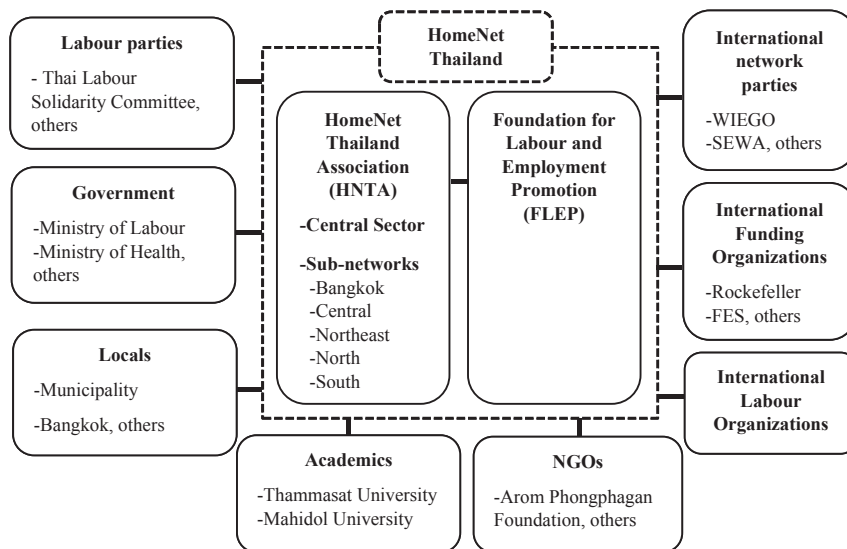 HomeNet
Thailand
Labour parties
- Thai Labour
Solidarity Committee,
others
Government
-Ministry of Labour
-Ministry of Health,
others
Locals
-Municipality
-Bangkok, others
HomeNet
Thailand
Association
(HNTA)
-Central Sector
-Sub-networks
-Bangkok
-Central
-Northeast
-North
-South
Foundation for
Labour and
Employment
Promotion
(FLEP)
International
network
parties
-WIEGO
-SEWA, others
International
Funding
Organizations
-Rockefeller
-FES, others
International
Labour
Organizations
Academics
-Thammasat University
-Mahidol University
NGOs
-Arom Phongphagan
Foundation, others